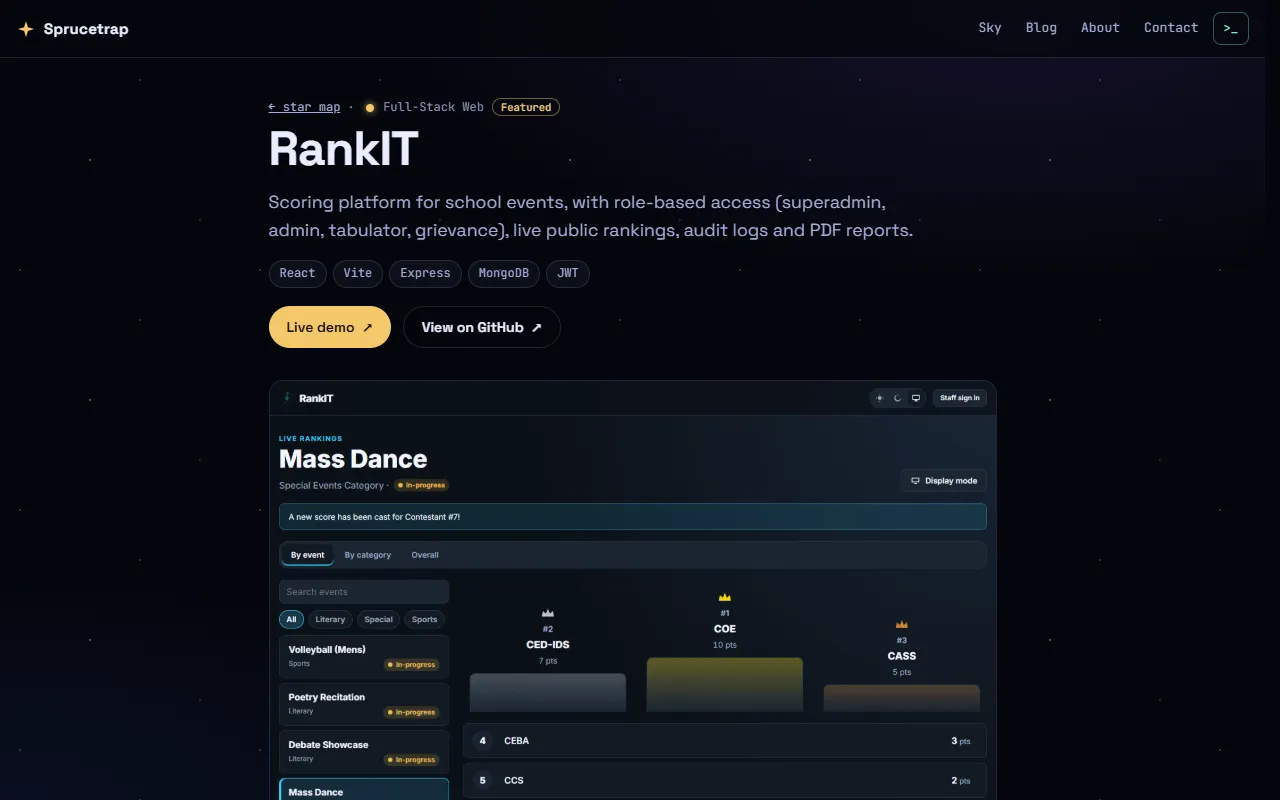 Sprucetrap
Sky Blog About Contact >_
← star map · Full-Stack Web Featured
RankIT
Scoring platform for school events, with role-based access (superadmin,
admin, tabulator, grievance), live public rankings, audit logs and PDF reports.
React Vite Express MongoDB JWT
Live demo ↗ View on GitHub ↗
RankIT
Staff sign in
LIVE RANKINGS
Mass Dance
Special Events Category · In-progress
Display mode
A new score has been cast for Contestant #7!
By event By category Overall
Search events
All Literary Special Sports
Volleyball (Mens)
Sports In-progress
Poetry Recitation
Literary In-progress
Debate Showcase
Literary In-progress
Mass Dance
#2
CED-IDS
7 pts
#1
COE
10 pts
#3
CASS
5 pts
4 CEBA 3 pts
5 CCS 2 pts